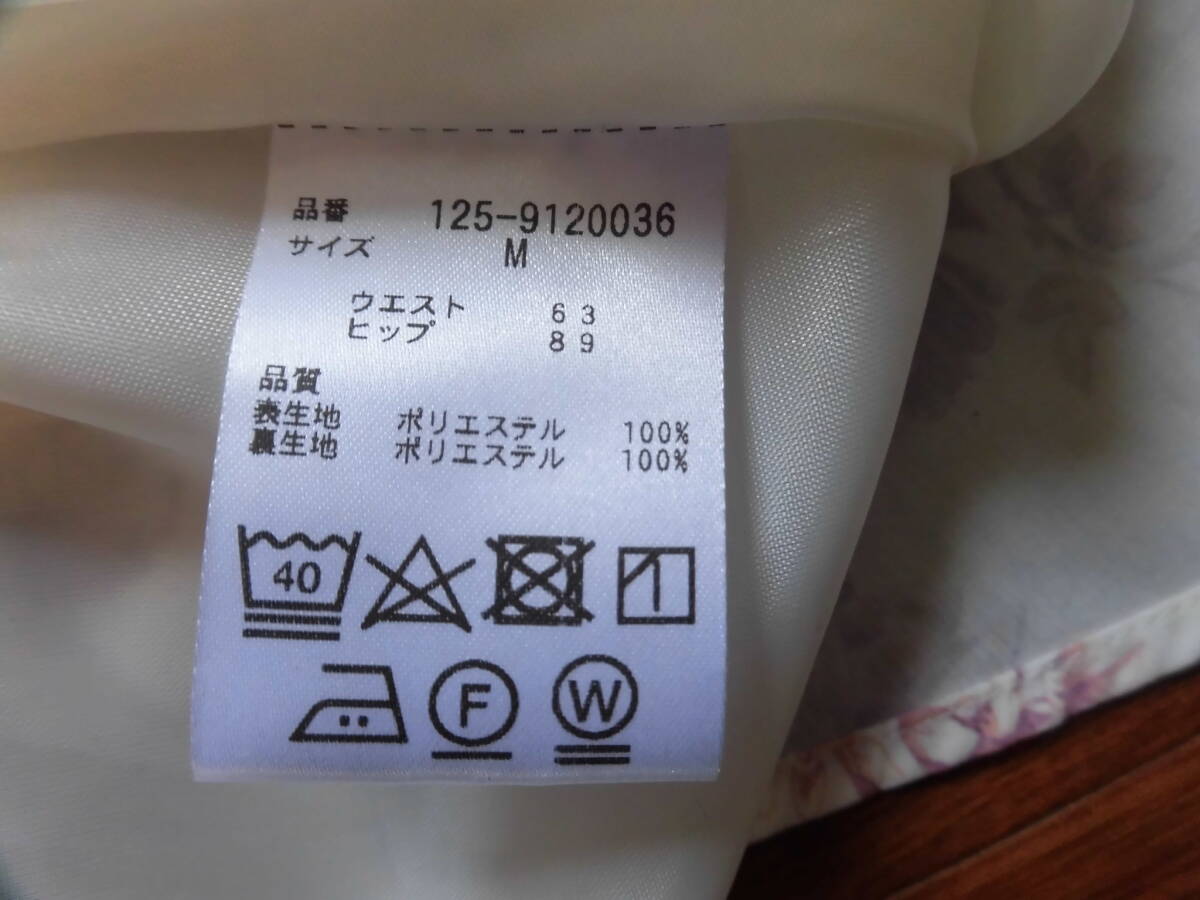 品番 125-9120036
サイズ M
ウエスト 63
ヒップ 89
品質
表生地 ポリエステル 100%
裏生地 ポリエステル 100%
40
F W